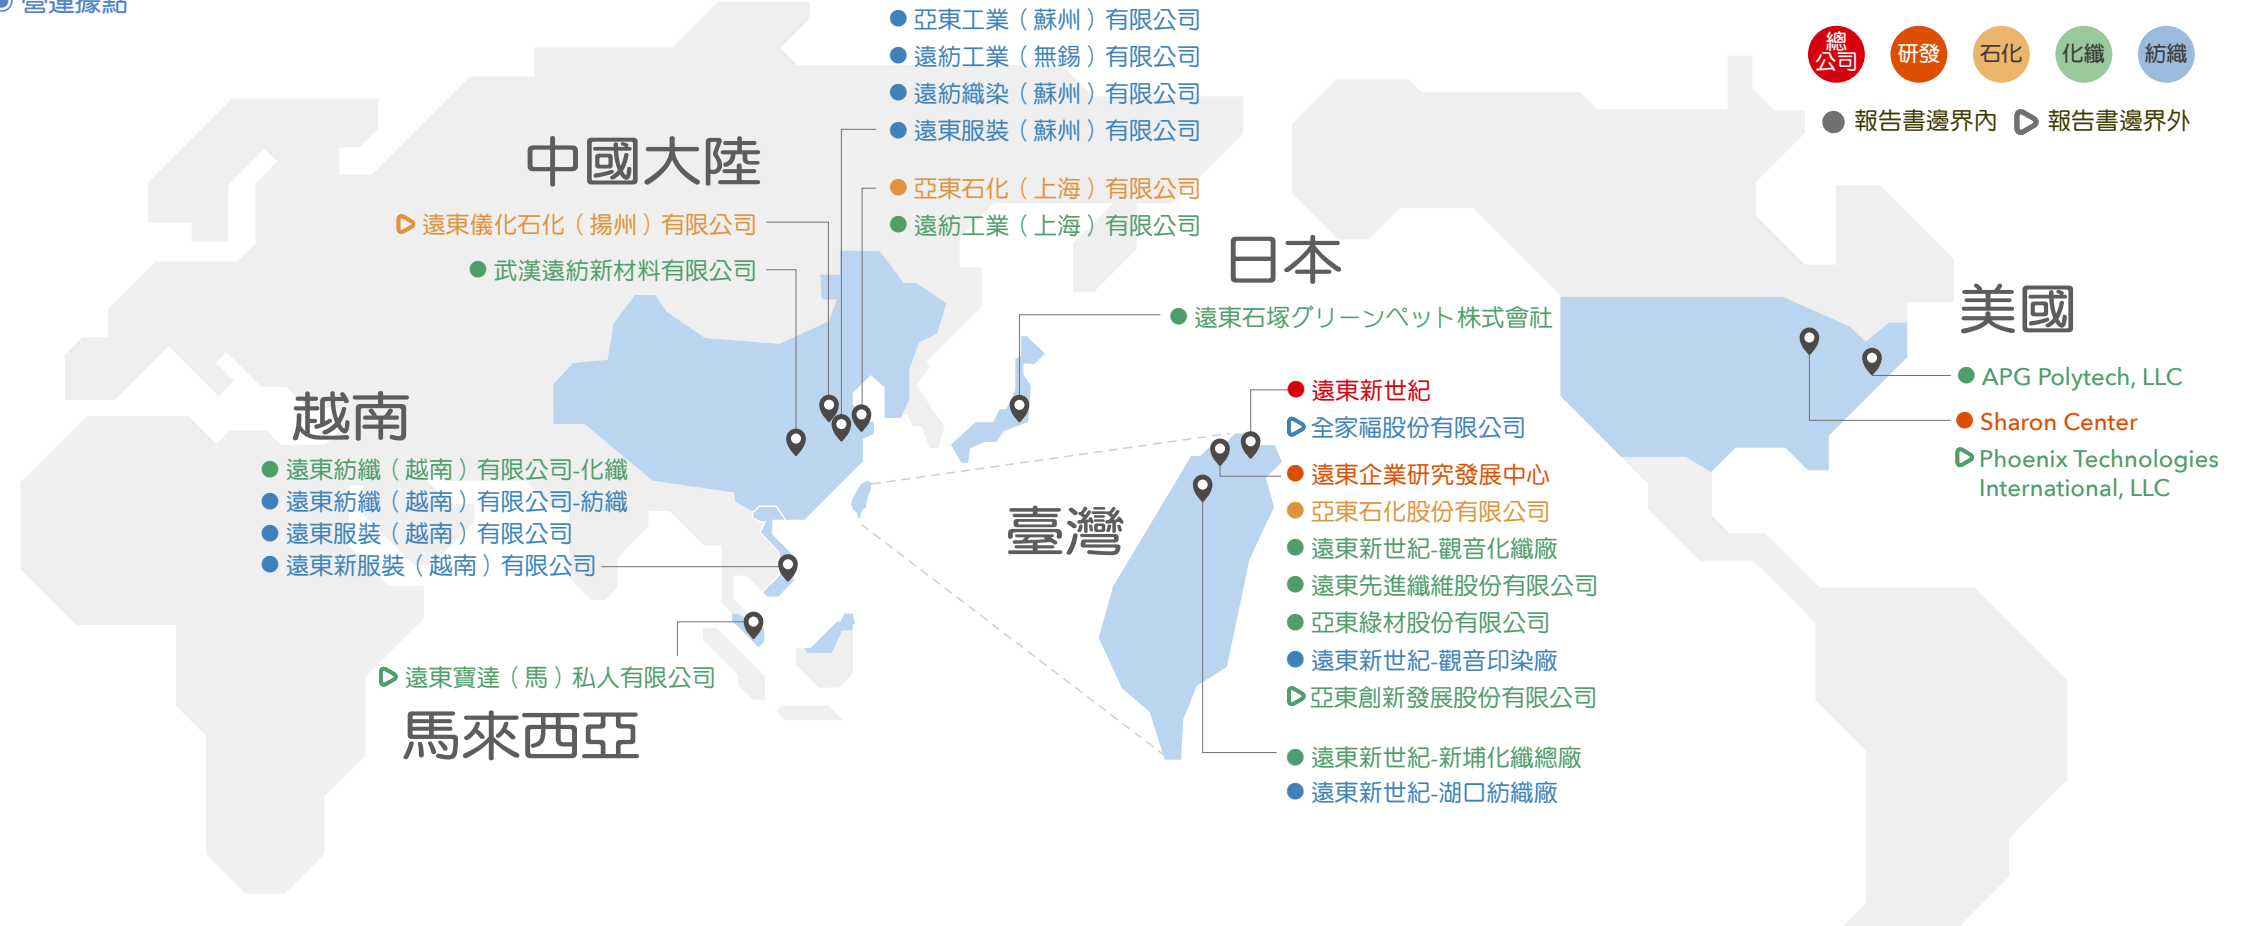 營運據點
總公司
研發
石化
化纖
紡織
報告書邊界內
報告書邊界外
中國大陸
亞東工業（蘇州）有限公司
遠紡工業（無錫）有限公司
遠紡織染（蘇州）有限公司
遠東服裝（蘇州）有限公司
亞東石化（上海）有限公司
遠紡工業（上海）有限公司
遠東儀化石化（揚州）有限公司
武漢遠紡新材料有限公司
日本
遠東石塚グリーンペット株式會社
美國
APG Polytech, LLC
Sharon Center
Phoenix Technologies
International, LLC
越南
遠東紡纖（越南）有限公司-化纖
遠東紡纖（越南）有限公司-紡織
遠東服裝（越南）有限公司
遠東新服裝（越南）有限公司
臺灣
遠東新世紀
全家福股份有限公司
遠東企業研究發展中心
亞東石化股份有限公司
遠東新世紀-觀音化纖廠
遠東先進纖維股份有限公司
亞東綠材股份有限公司
遠東新世紀-觀音印染廠
亞東創新發展股份有限公司
遠東新世紀-新埔化纖總廠
遠東新世紀-湖口紡織廠
遠東寶達（馬）私人有限公司
馬來西亞